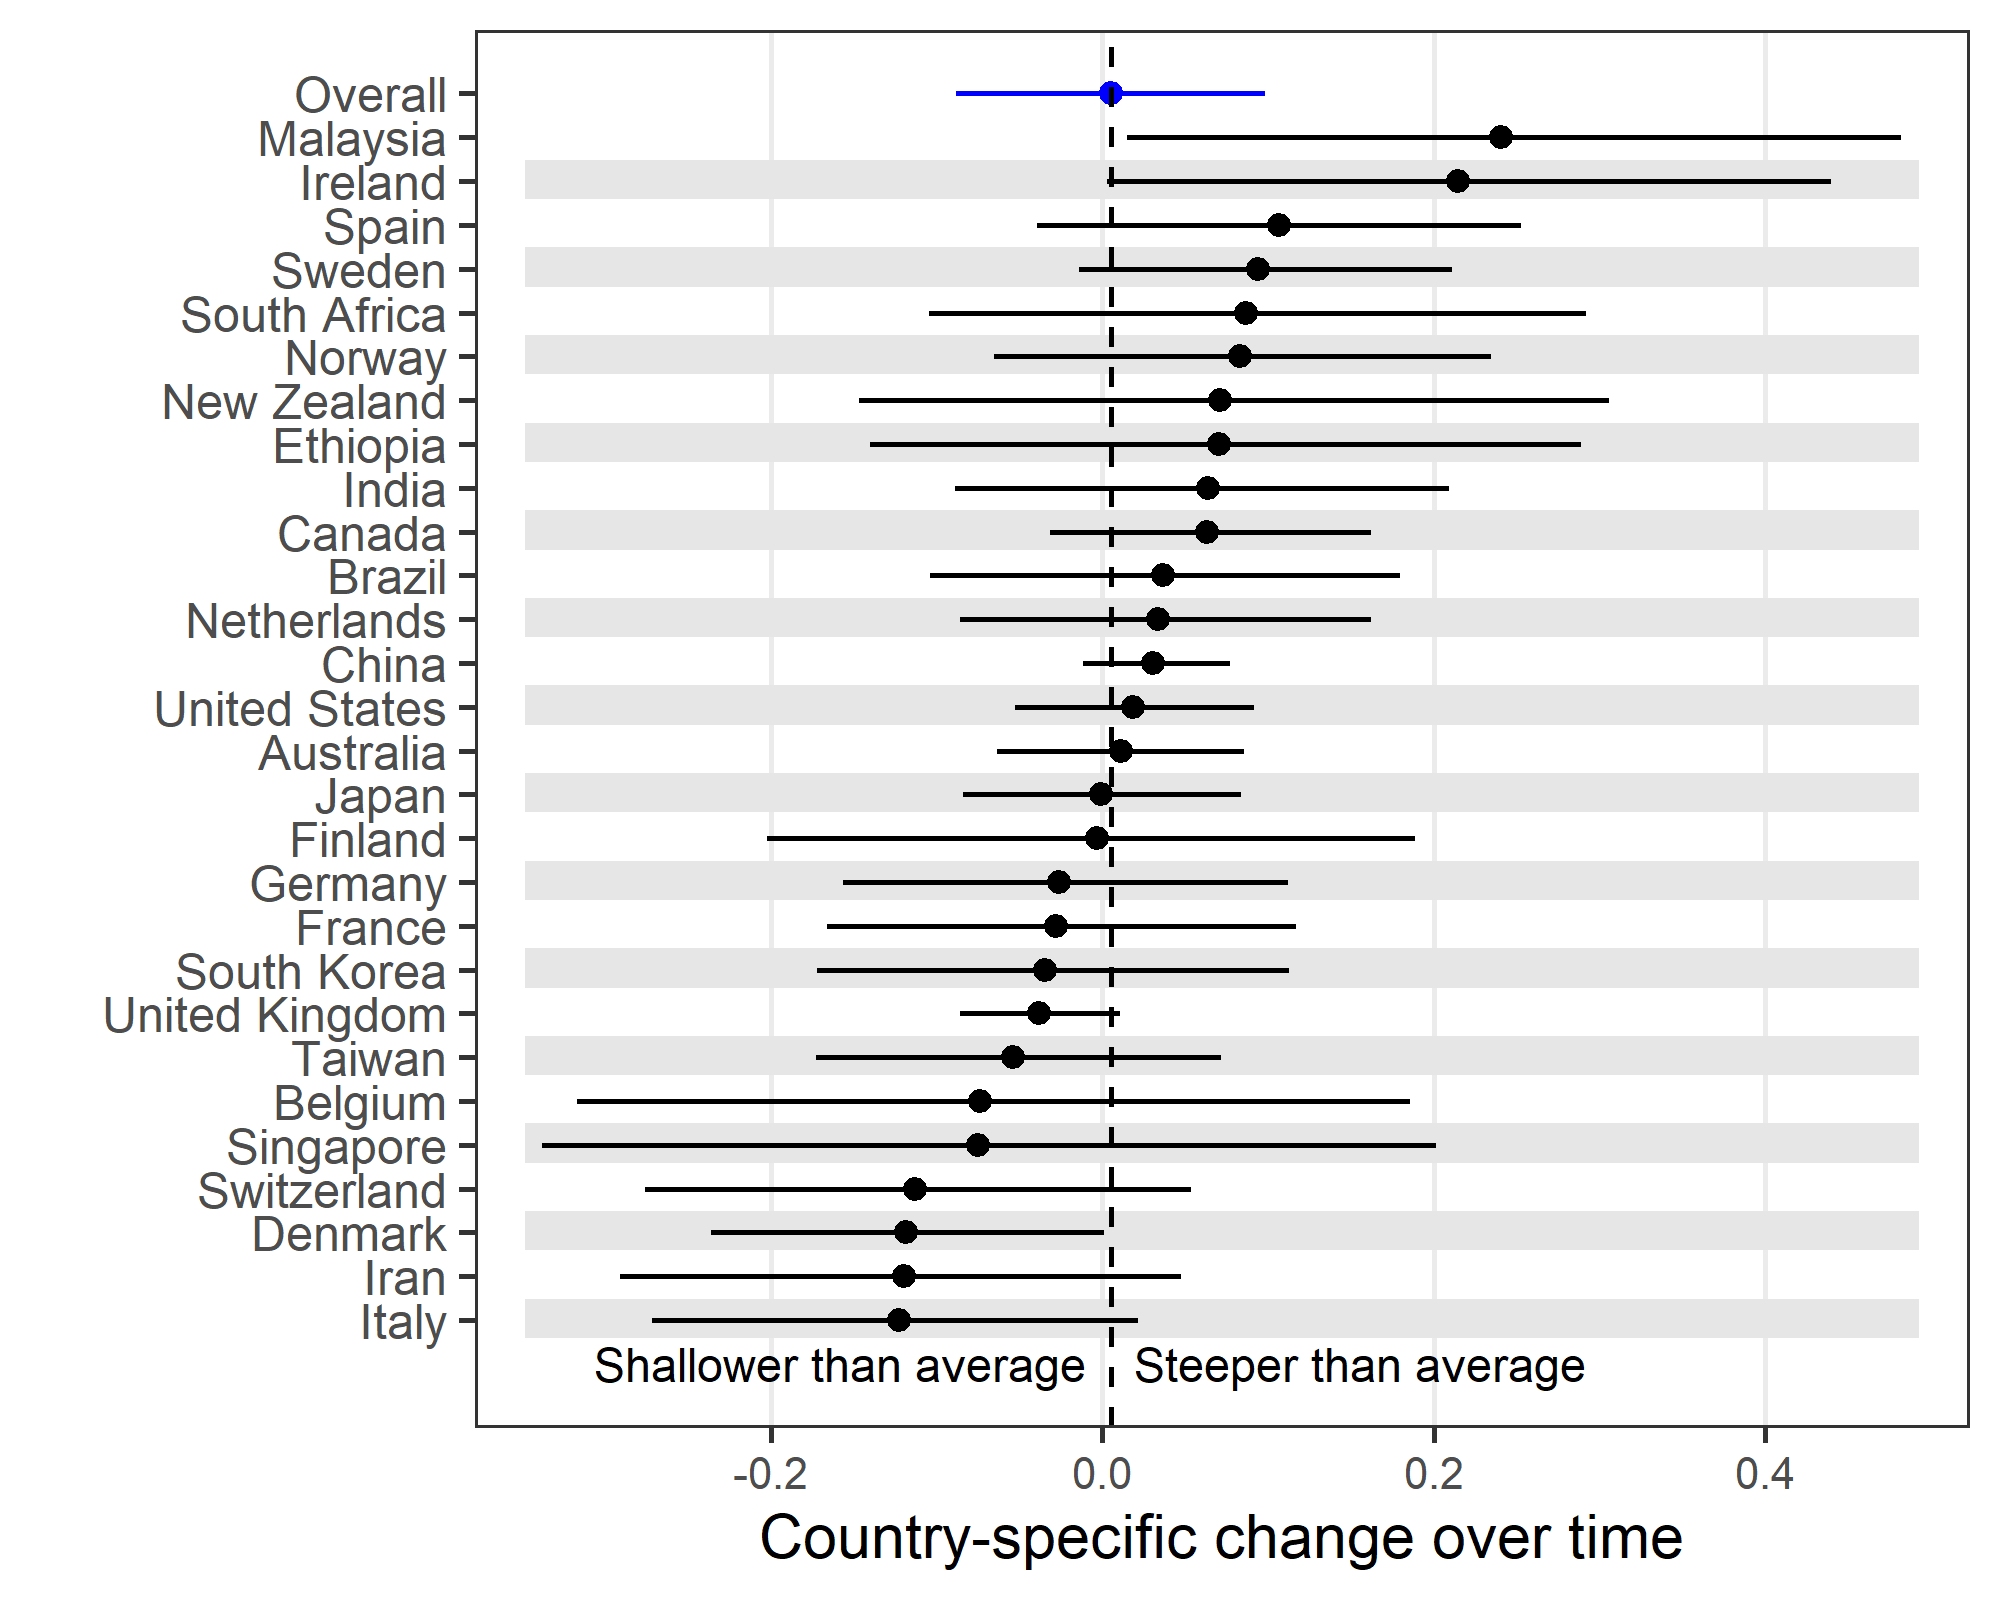 Overall
Malaysia
Ireland
Spain
Sweden
South Africa
Norway
New Zealand
Ethiopia
India
Canada
Brazil
Netherlands
China
United States
Australia
Japan
Finland
Germany
France
South Korea
United Kingdom
Taiwan
Belgium
Singapore
Switzerland
Denmark
Iran
Italy
Shallower than average Steeper than average
-0.2 0.0 0.2 0.4
Country-specific change over time